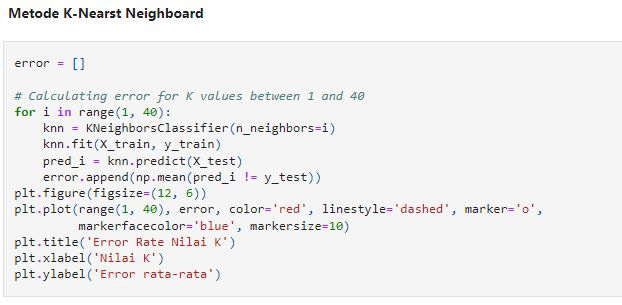 Metode K-Nearst Neighboard
error = []
# Calculating error for K values between 1 and 40
for i in range(1, 40):
    knn = KNeighborsClassifier(n_neighbors=i)
    knn.fit(X_train, y_train)
    pred_i = knn.predict(X_test)
    error.append(np.mean(pred_i != y_test))
plt.figure(figsize=(12, 6))
plt.plot(range(1, 40), error, color='red', linestyle='dashed', marker='o',
         markerfacecolor='blue', markersize=10)
plt.title('Error Rate Nilai K')
plt.xlabel('Nilai K')
plt.ylabel('Error rata-rata')